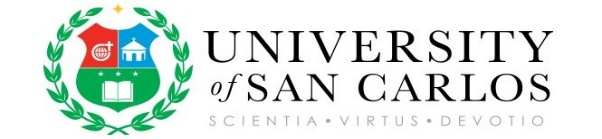 UNIVERSITY
of SAN CARLOS
SCIENTIA • VIRTUS • DEVOTIO